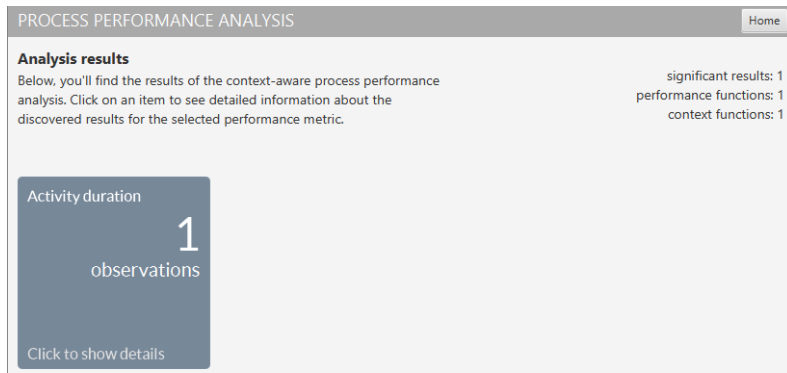 PROCESS PERFORMANCE ANALYSIS
Home
Analysis results
Below, you'll find the results of the context-aware process performance
analysis. Click on an item to see detailed information about the
discovered results for the selected performance metric.
significant results: 1
performance functions: 1
context functions: 1
Activity duration
1
observations
Click to show details